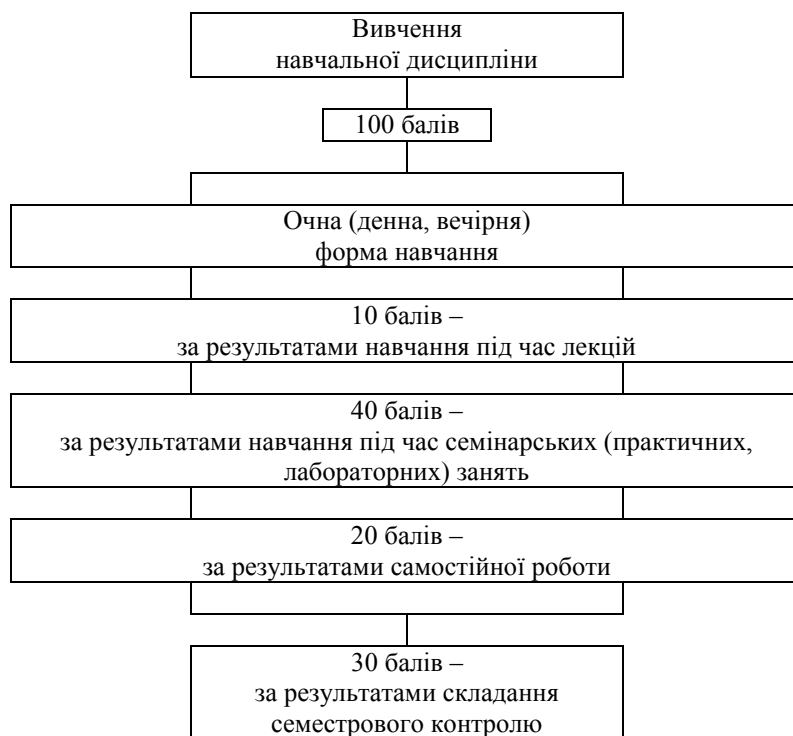 Вивчення
навчальної дисципліни
100 балів
Очна (денна, вечірня)
форма навчання
10 балів –
за результатами навчання під час лекцій
40 балів –
за результатами навчання під час семінарських (практичних,
лабораторних) занять
20 балів –
за результатами самостійної роботи
30 балів –
за результатами складання
семестрового контролю